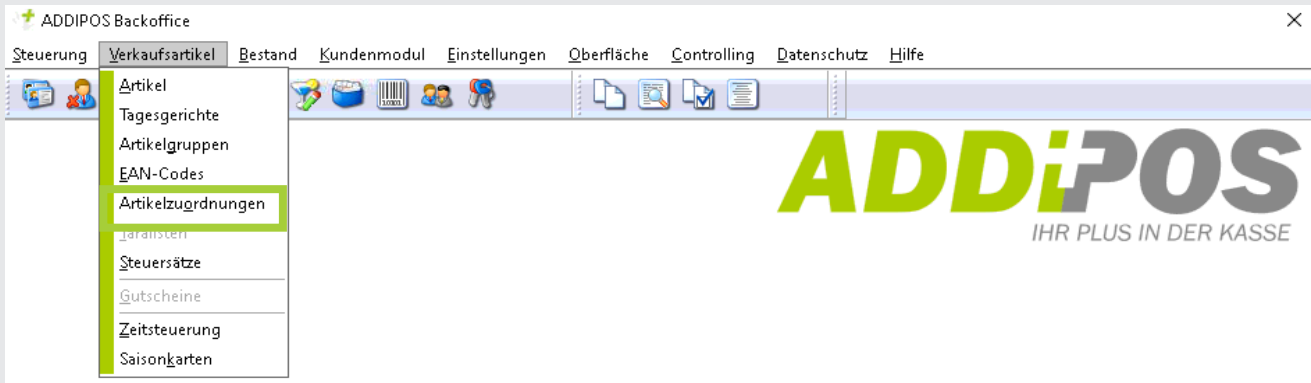 ADDIPOS Backoffice
Steuerung Verkaufsartikel Bestand Kundenmodul Einstellungen Oberfläche Controlling Datenschutz Hilfe
Artikel
Tagesgerichte
Artikelgruppen
EAN-Codes
Artikelzuordnungen
Taralisten
Steuersätze
Gutscheine
Zeitsteuerung
Saisonkarten
ADDiPOS
IHR PLUS IN DER KASSE